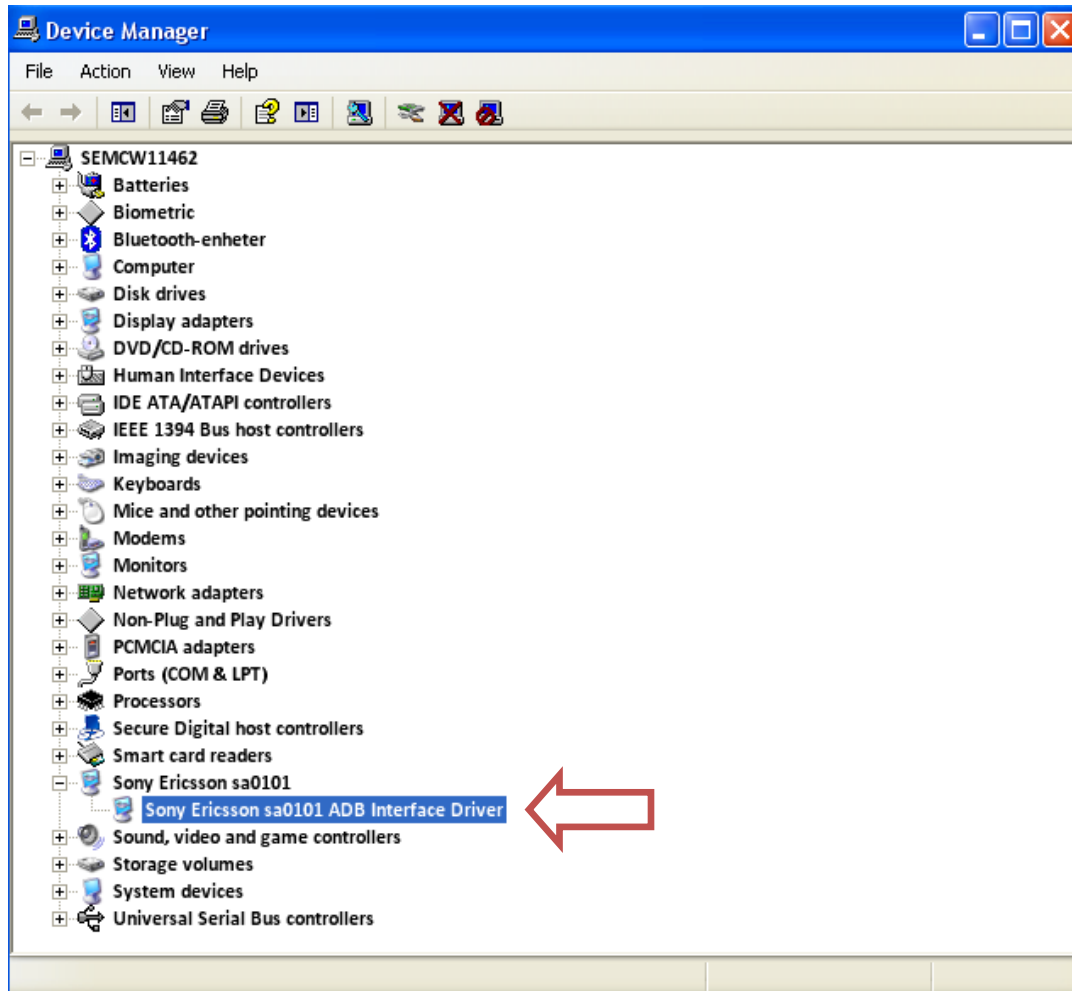 Device Manager
File Action View Help
SEMCW11462
Batteries
Biometric
Bluetooth-enheter
Computer
Disk drives
Display adapters
DVD/CD-ROM drives
Human Interface Devices
IDE ATA/ATAPI controllers
IEEE 1394 Bus host controllers
Imaging devices
Keyboards
Mice and other pointing devices
Modems
Monitors
Network adapters
Non-Plug and Play Drivers
PCMCIA adapters
Ports (COM & LPT)
Processors
Secure Digital host controllers
Smart card readers
Sony Ericsson sa0101
Sony Ericsson sa0101 ADB Interface Driver
Sound, video and game controllers
Storage volumes
System devices
Universal Serial Bus controllers